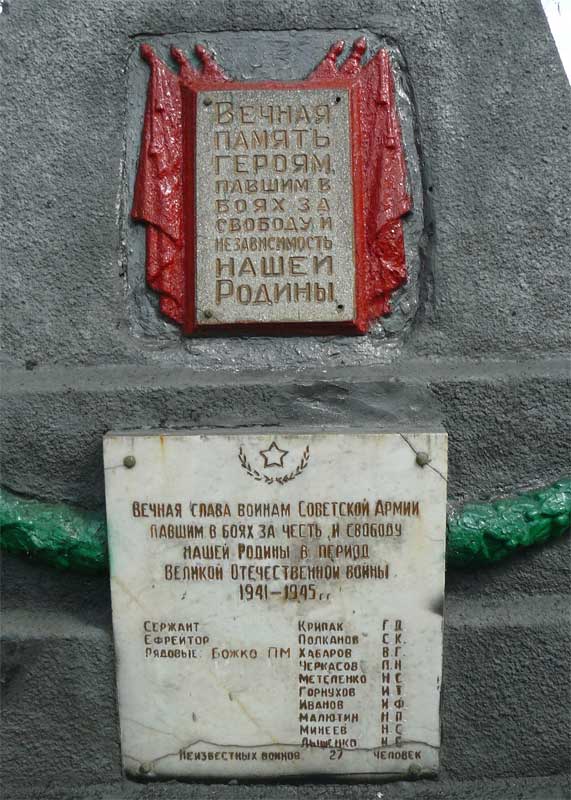 Вечная
память
героям,
павшим в
боях за
свободу и
независимость
нашей
Родины
Вечная слава воинам Советской Армии
павшим в боях за честь и свободу
нашей Родины в период
Великой Отечественной войны
1941–1945гг
Сержант Крипак Г Д
Ефрейтор Полканов С К.
Рядовые: Божко П М Хабаров В Г.
Черкасов П Н
Метеленко Н С
Горнухов И Т
Иванов И Ф
Малютин Н П
Минеев Н С
Лышенко
Неизвестных воинов 27 человек